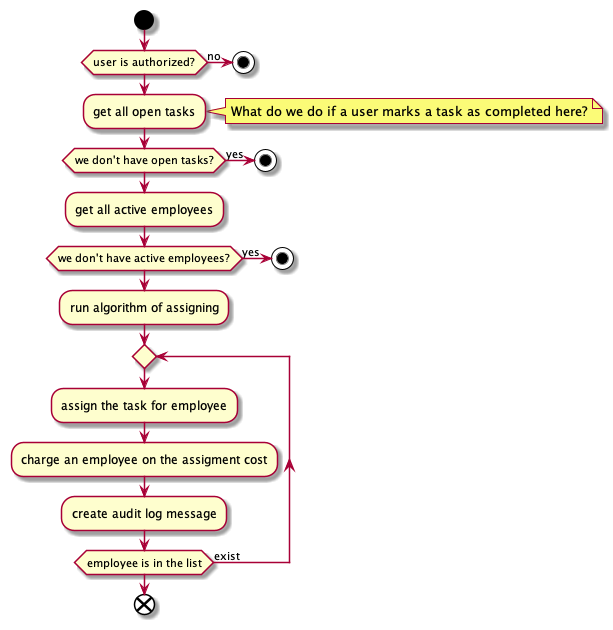 user is authorized?
no
get all open tasks
What do we do if a user marks a task as completed here?
we don't have open tasks?
yes
get all active employees
we don't have active employees?
yes
run algorithm of assigning
assign the task for employee
charge an employee on the assigment cost
create audit log message
employee is in the list
exist